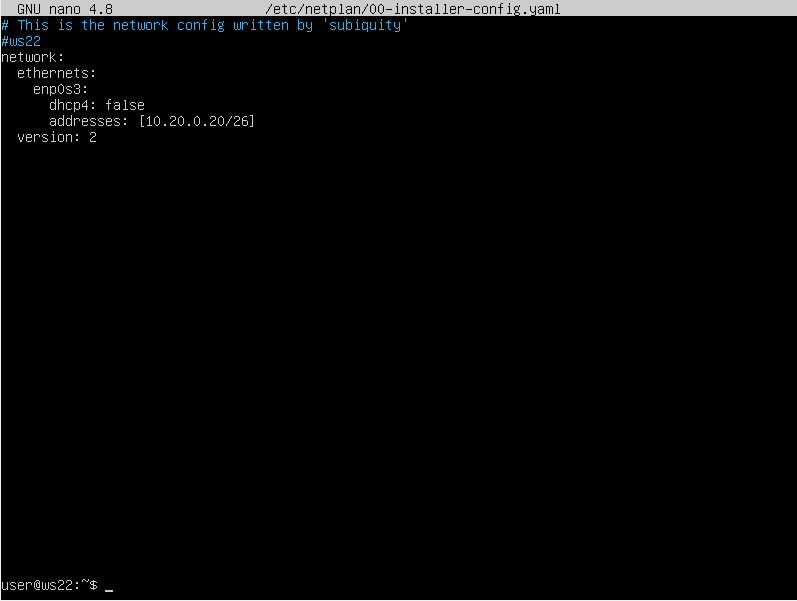 GNU nano 4.8 /etc/netplan/00-installer-config.yaml
# This is the network config written by 'subiquity'
#ws22
network:
  ethernets:
    enp0s3:
      dhcp4: false
      addresses: [10.20.0.20/26]
  version: 2
user@ws22:~$ _